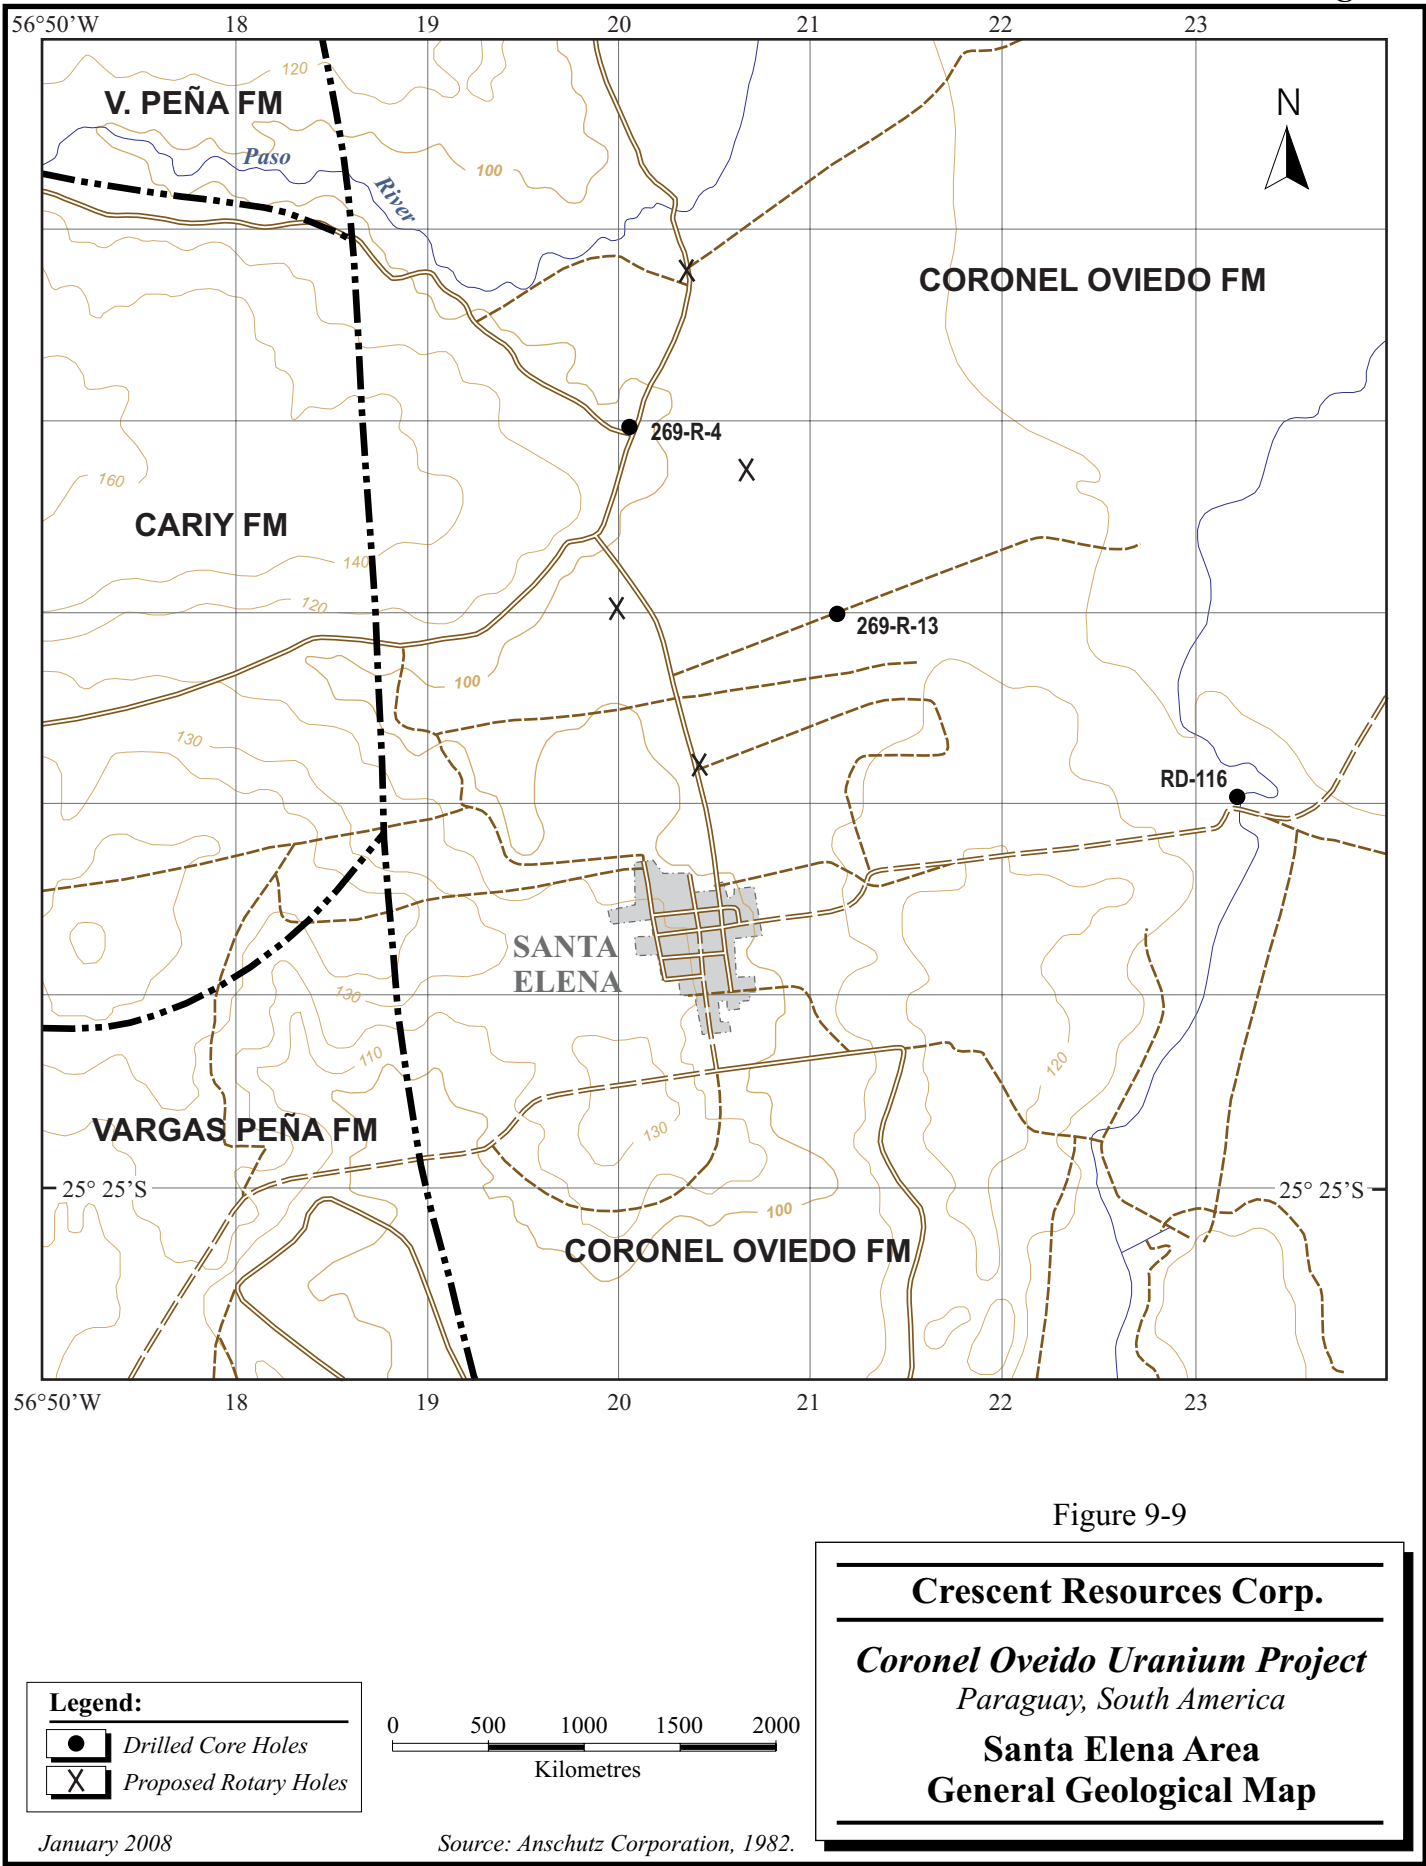 56°50'W 18 19 20 21 22 23
120
V. PEÑA FM
N
Paso
River
100
CORONEL OVIEDO FM
269-R-4
160
CARIY FM
140
120
269-R-13
100
130
RD-116
SANTA
ELENA
130
110
120
VARGAS PEÑA FM
130
25° 25'S
25° 25'S
100
CORONEL OVIEDO FM
56°50'W 18 19 20 21 22 23
Figure 9-9
Crescent Resources Corp.
Coronel Oveido Uranium Project
Paraguay, South America
Santa Elena Area
General Geological Map
Legend:
Drilled Core Holes
X Proposed Rotary Holes
0 500 1000 1500 2000
Kilometres
January 2008
Source: Anschutz Corporation, 1982.